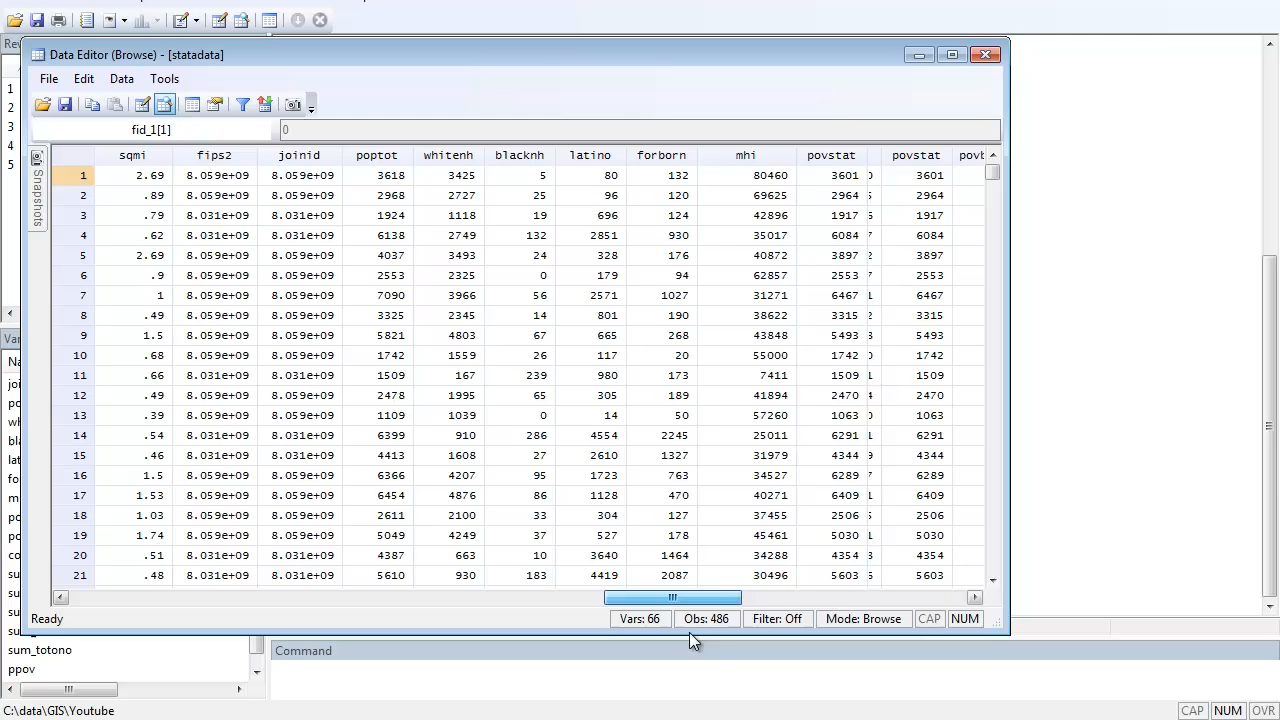 Rev
Data Editor (Browse) - [statadata]
File Edit Data Tools
fid_1[1] 0
Snapshots
sqmi fips2 joinid poptot whitenh blacknh latino forborn mhi povstat povstat
1 2.69 8.059e+09 8.059e+09 3618 3425 5 80 132 80460 3601 3601
2 .89 8.059e+09 8.059e+09 2968 2727 25 96 120 69625 2964 2964
3 .79 8.031e+09 8.031e+09 1924 1118 19 696 124 42896 1917 1917
4 .62 8.031e+09 8.031e+09 6138 2749 132 2851 930 35017 6084 6084
5 2.69 8.059e+09 8.059e+09 4037 3493 24 328 176 40872 3897 3897
6 .9 8.059e+09 8.059e+09 2553 2325 0 179 94 62857 2553 2553
7 1 8.059e+09 8.059e+09 7090 3966 56 2571 1027 31271 6467 6467
8 .49 8.059e+09 8.059e+09 3325 2345 14 801 190 38622 3315 3315
9 1.5 8.059e+09 8.059e+09 5821 4803 67 665 268 43848 5493 5493
10 .68 8.059e+09 8.059e+09 1742 1559 26 117 20 55000 1742 1742
11 .66 8.031e+09 8.031e+09 1509 167 239 980 173 7411 1509 1509
12 .49 8.031e+09 8.031e+09 2478 1995 65 305 189 41894 2470 2470
13 .39 8.031e+09 8.031e+09 1109 1039 0 14 50 57260 1063 1063
14 .54 8.031e+09 8.031e+09 6399 910 286 4554 2245 25011 6291 6291
15 .46 8.031e+09 8.031e+09 4413 1608 27 2610 1327 31979 4344 4344
16 1.5 8.059e+09 8.059e+09 6366 4207 95 1723 763 34527 6289 6289
17 1.53 8.059e+09 8.059e+09 6454 4876 86 1128 470 40271 6409 6409
18 1.03 8.059e+09 8.059e+09 2611 2100 33 304 127 37455 2506 2506
19 1.74 8.059e+09 8.059e+09 5049 4249 37 527 178 45461 5030 5030
20 .51 8.031e+09 8.031e+09 4387 663 10 3640 1464 34288 4354 4354
21 .48 8.031e+09 8.031e+09 5610 930 183 4419 2087 30496 5603 5603
Ready Vars: 66 Obs: 486 Filter: Off Mode: Browse CAP NUM
1
2
3
4
5
sum_totono
ppov
Command
C:\data\GIS\Youtube CAP NUM OVR